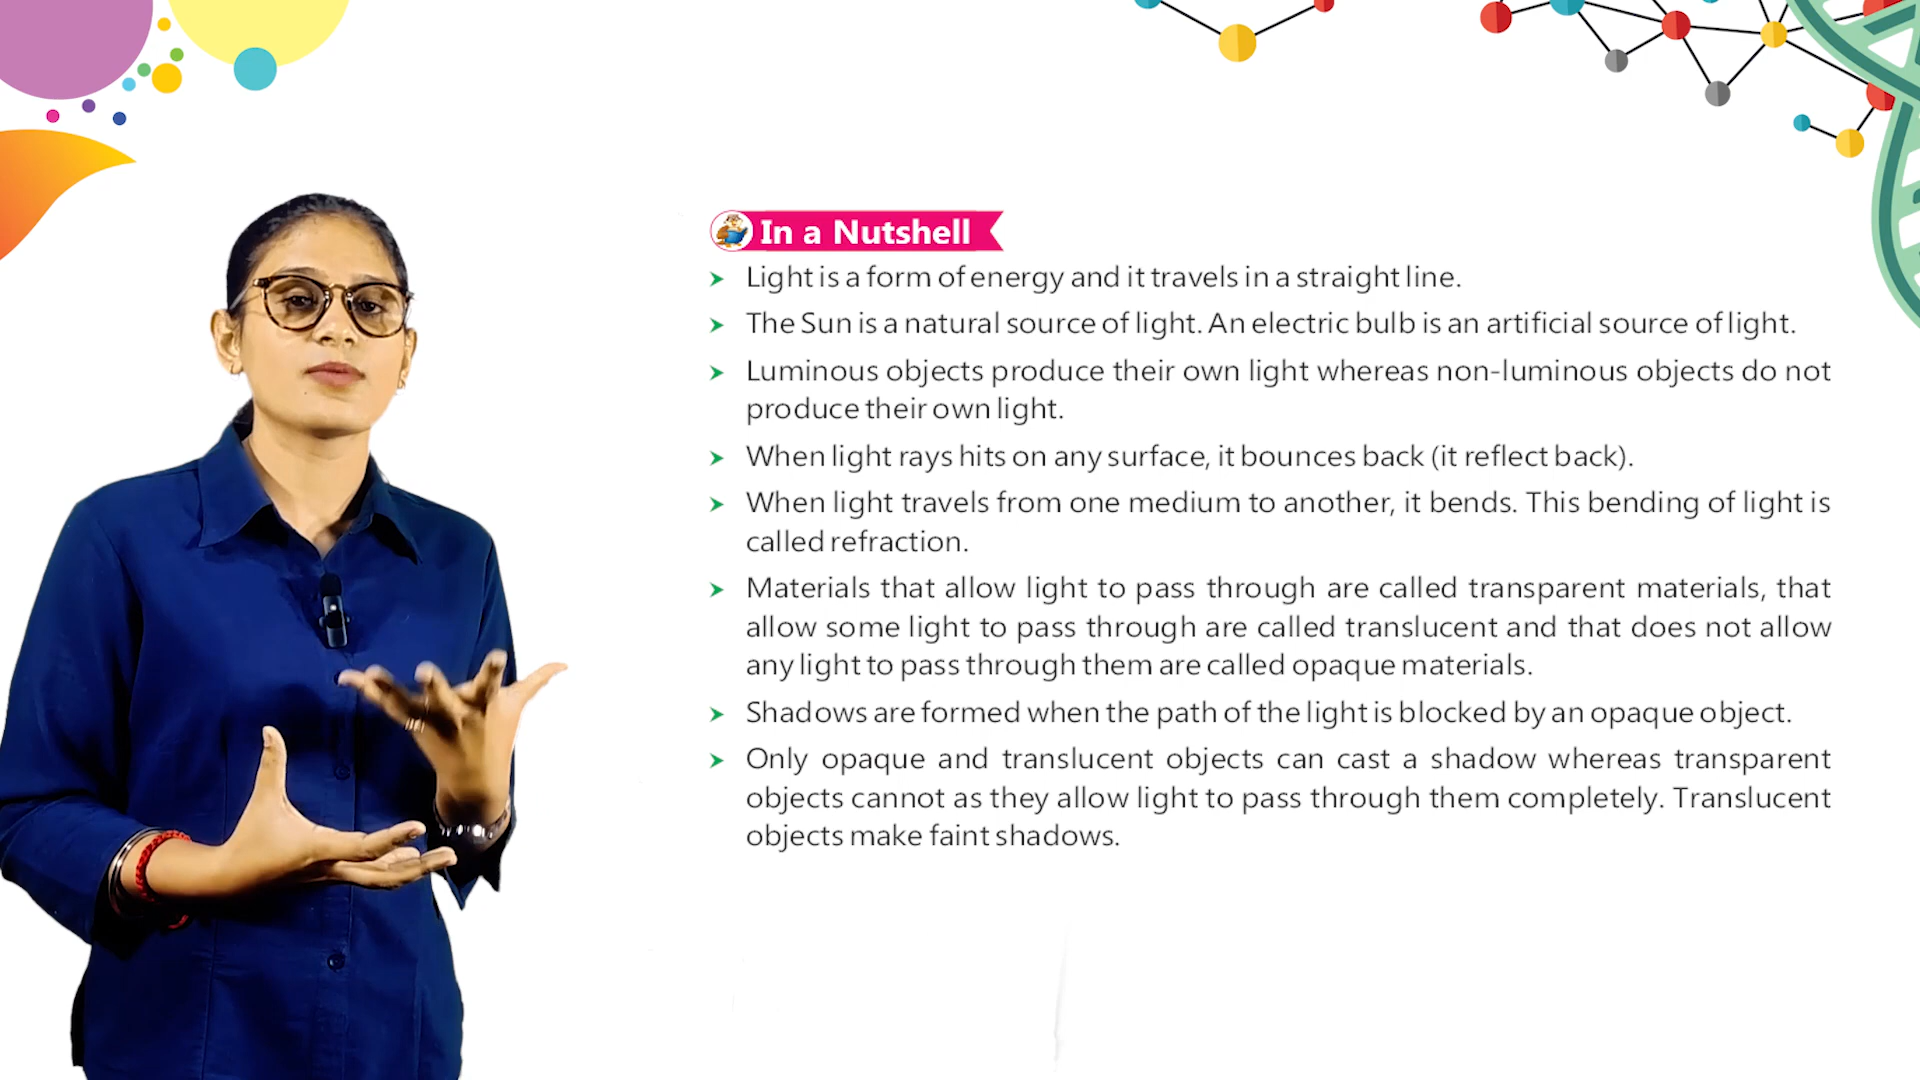 In a Nutshell
Light is a form of energy and it travels in a straight line.
The Sun is a natural source of light. An electric bulb is an artificial source of light.
Luminous objects produce their own light whereas non-luminous objects do not
produce their own light.
When light rays hits on any surface, it bounces back (it reflect back).
When light travels from one medium to another, it bends. This bending of light is
called refraction.
Materials that allow light to pass through are called transparent materials, that
allow some light to pass through are called translucent and that does not allow
any light to pass through them are called opaque materials.
Shadows are formed when the path of the light is blocked by an opaque object.
Only opaque and translucent objects can cast a shadow whereas transparent
objects cannot as they allow light to pass through them completely. Translucent
objects make faint shadows.